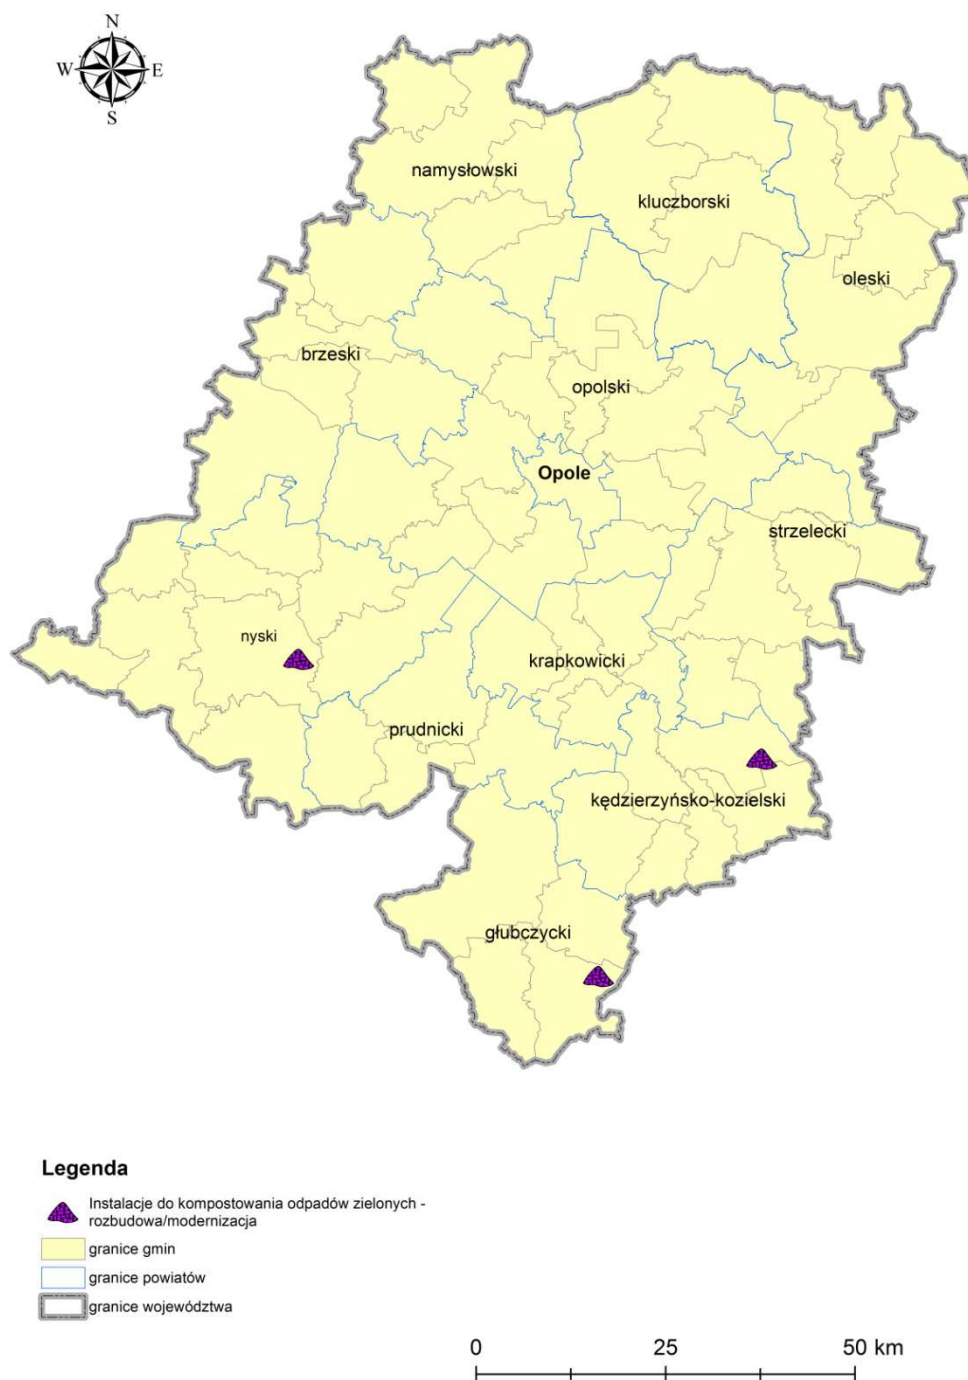 N
W E
S
namysłowski
kluczborski
oleski
brzeski
opolski
Opole
strzelecki
nyski
krapkowicki
prudnicki
kędzierzyńsko-kozielski
głubczycki
Legenda
Instalacje do kompostowania odpadów zielonych -
rozbudowa/modernizacja
granice gmin
granice powiatów
granice województwa
0 25 50 km